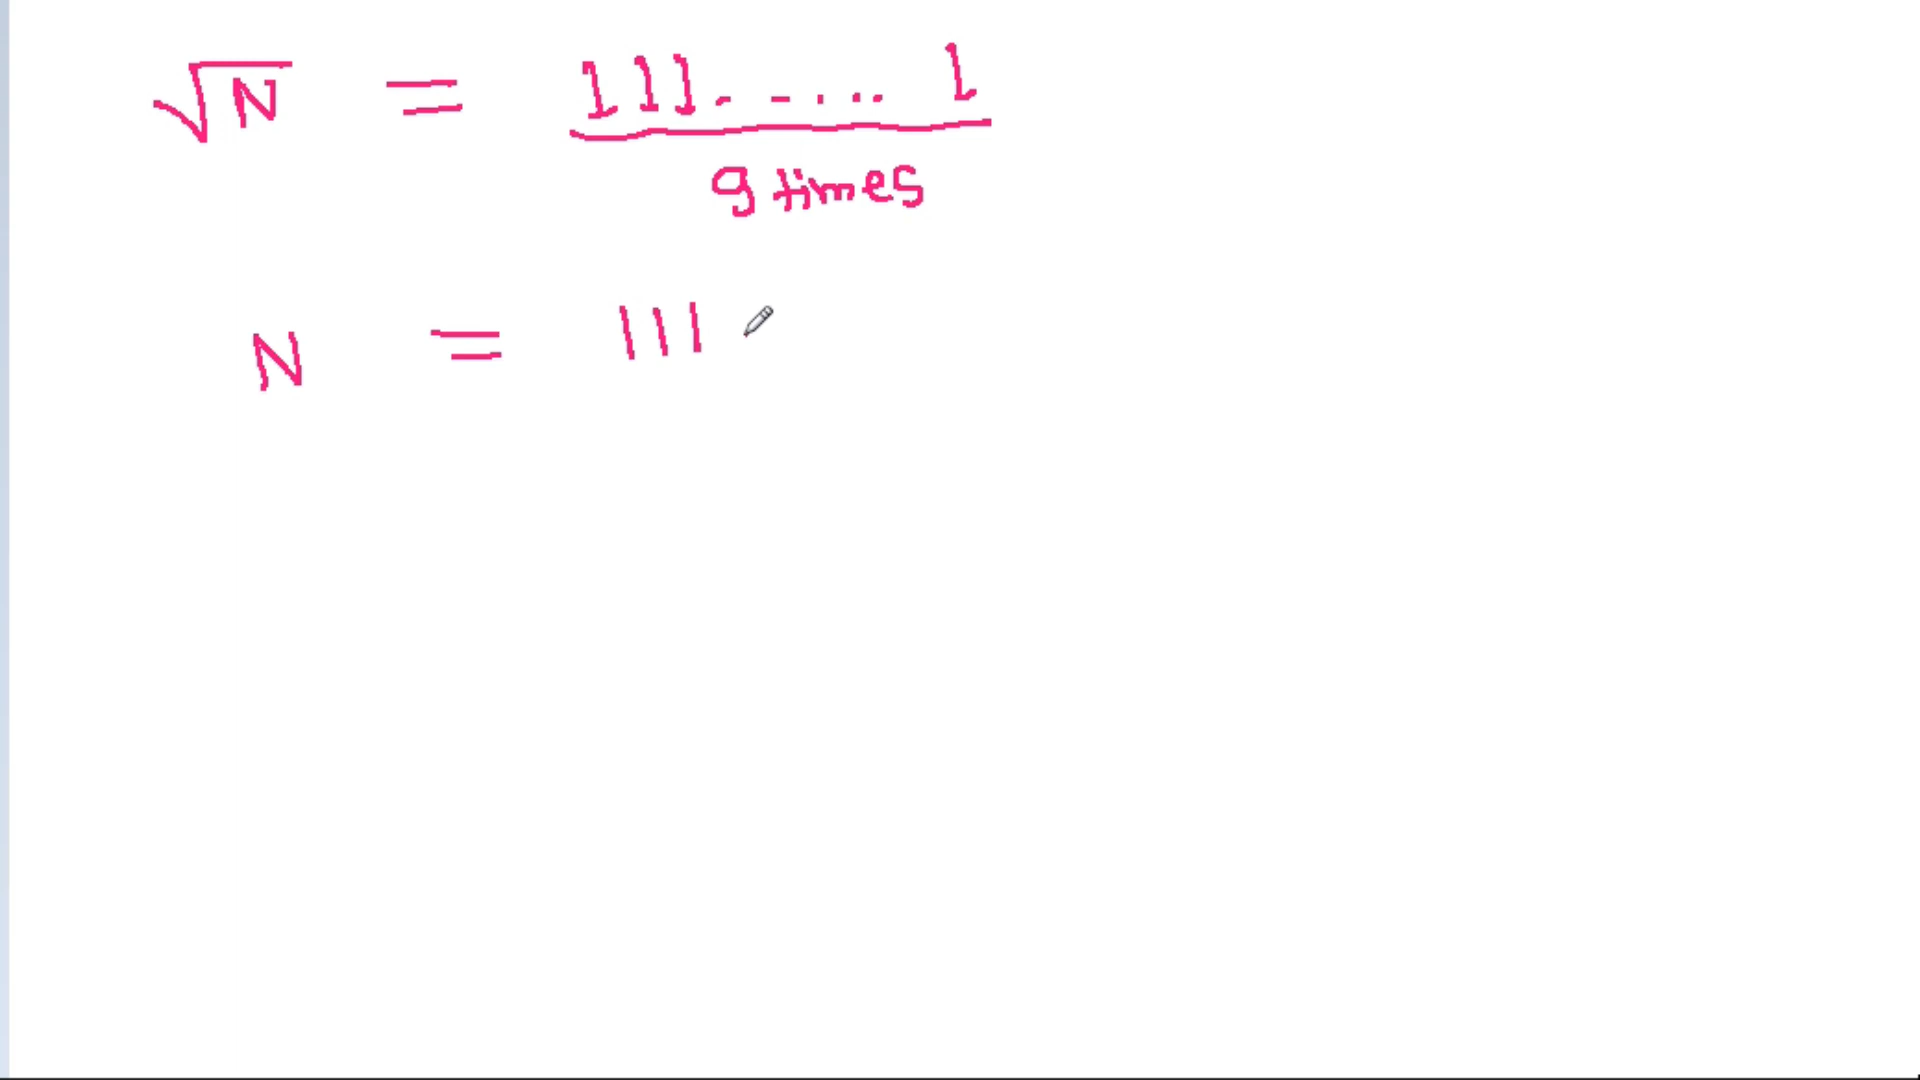 √N = 111. - . .. 1
9 times
N = 111